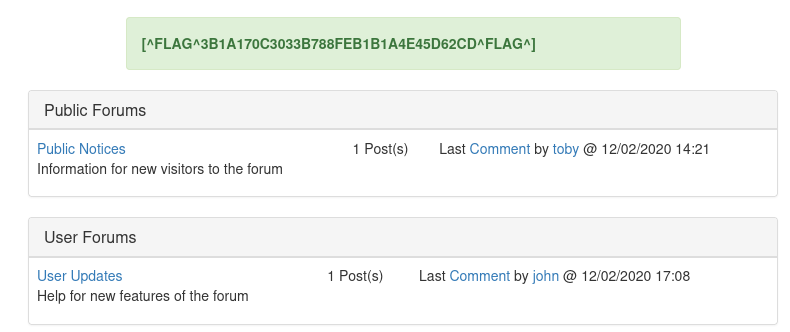 [^FLAG^3B1A170C3033B788FEB1B1A4E45D62CD^FLAG^]
Public Forums
Public Notices 1 Post(s) Last Comment by toby @ 12/02/2020 14:21
Information for new visitors to the forum
User Forums
User Updates 1 Post(s) Last Comment by john @ 12/02/2020 17:08
Help for new features of the forum